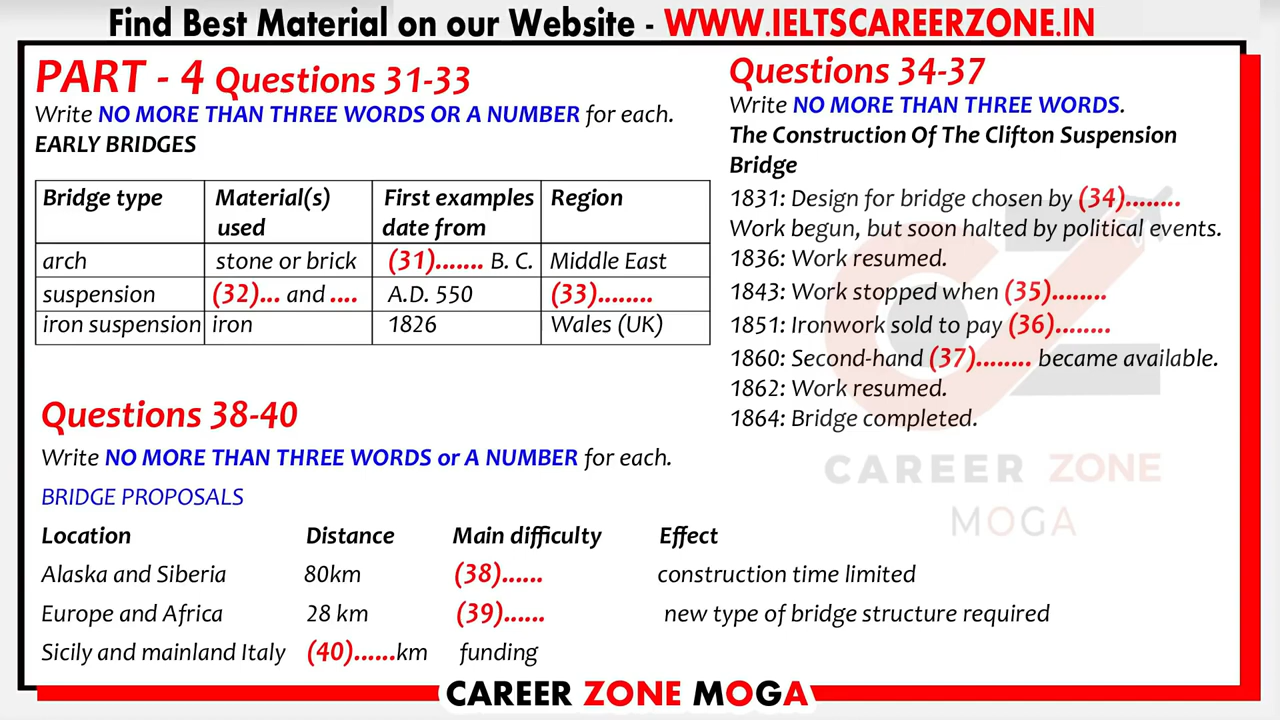 Find Best Material on our Website - WWW.IELTSCAREERZONE.IN
PART - 4 Questions 31-33
Write NO MORE THAN THREE WORDS OR A NUMBER for each.
EARLY BRIDGES
Bridge type Material(s) used First examples date from Region
arch stone or brick (31)....... B. C. Middle East
suspension (32)... and .... A.D. 550 (33)........
iron suspension iron 1826 Wales (UK)
Questions 34-37
Write NO MORE THAN THREE WORDS.
The Construction Of The Clifton Suspension
Bridge
1831: Design for bridge chosen by (34)........
Work begun, but soon halted by political events.
1836: Work resumed.
1843: Work stopped when (35)........
1851: Ironwork sold to pay (36)........
1860: Second-hand (37)........ became available.
1862: Work resumed.
1864: Bridge completed.
CAREER ZONE
MOGA
Questions 38-40
Write NO MORE THAN THREE WORDS or A NUMBER for each.
BRIDGE PROPOSALS
Location Distance Main difficulty Effect
Alaska and Siberia 80km (38)...... construction time limited
Europe and Africa 28 km (39)...... new type of bridge structure required
Sicily and mainland Italy (40)......km funding
CAREER ZONE MOGA